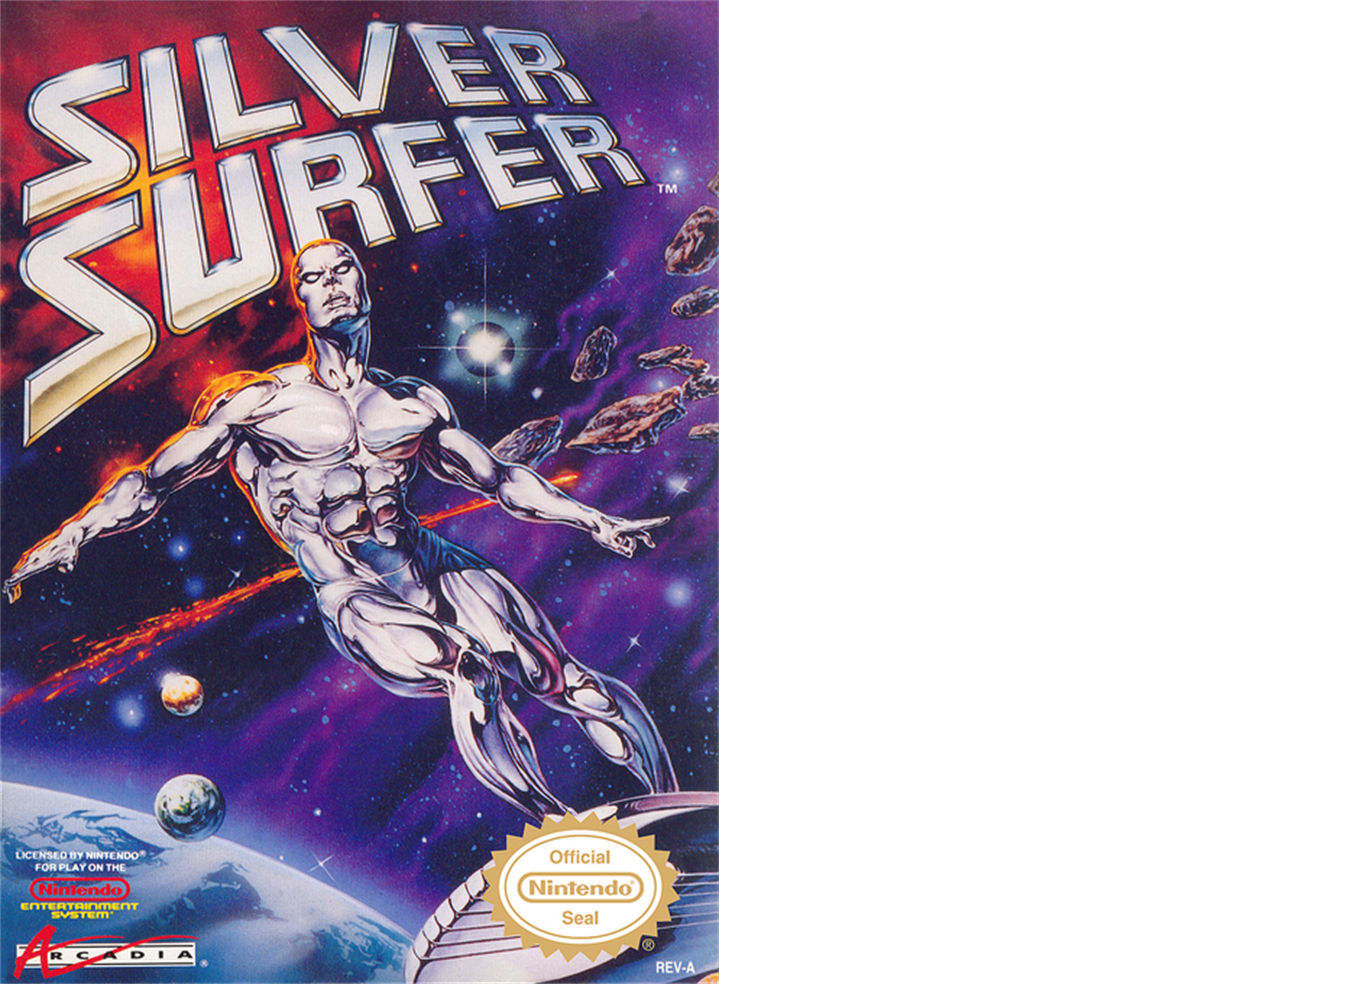 SILVER
SURFER
TM
LICENSED BY NINTENDO®
FOR PLAY ON THE
Nintendo
ENTERTAINMENT
SYSTEM®
ARCADIA®
Official
Nintendo®
Seal
®
REV-A